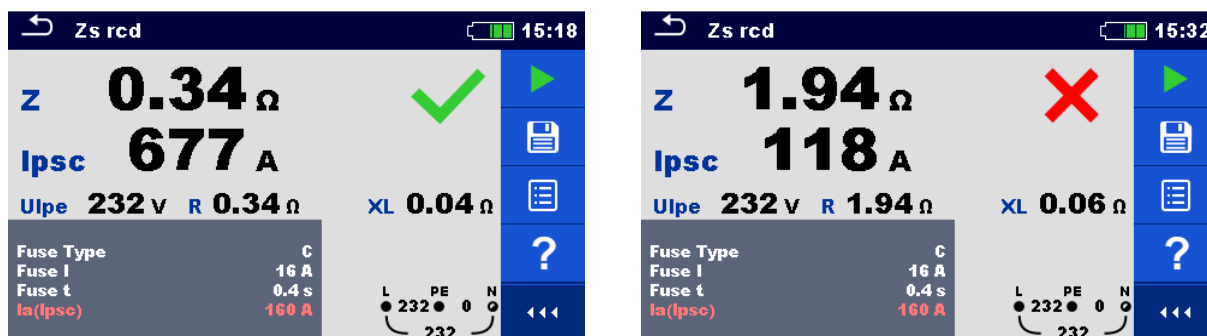 Zs rcd 15:18
Z 0.34 Ω
Ipsc 677 A
Ulpe 232 V R 0.34 Ω XL 0.04 Ω
Fuse Type C
Fuse I 16 A
Fuse t 0.4 s
Ia(Ipsc) 160 A
L PE N
232 0
232
?
Zs rcd 15:32
Z 1.94 Ω
Ipsc 118 A
Ulpe 232 V R 1.94 Ω XL 0.06 Ω
Fuse Type C
Fuse I 16 A
Fuse t 0.4 s
Ia(Ipsc) 160 A
L PE N
232 0
232
?